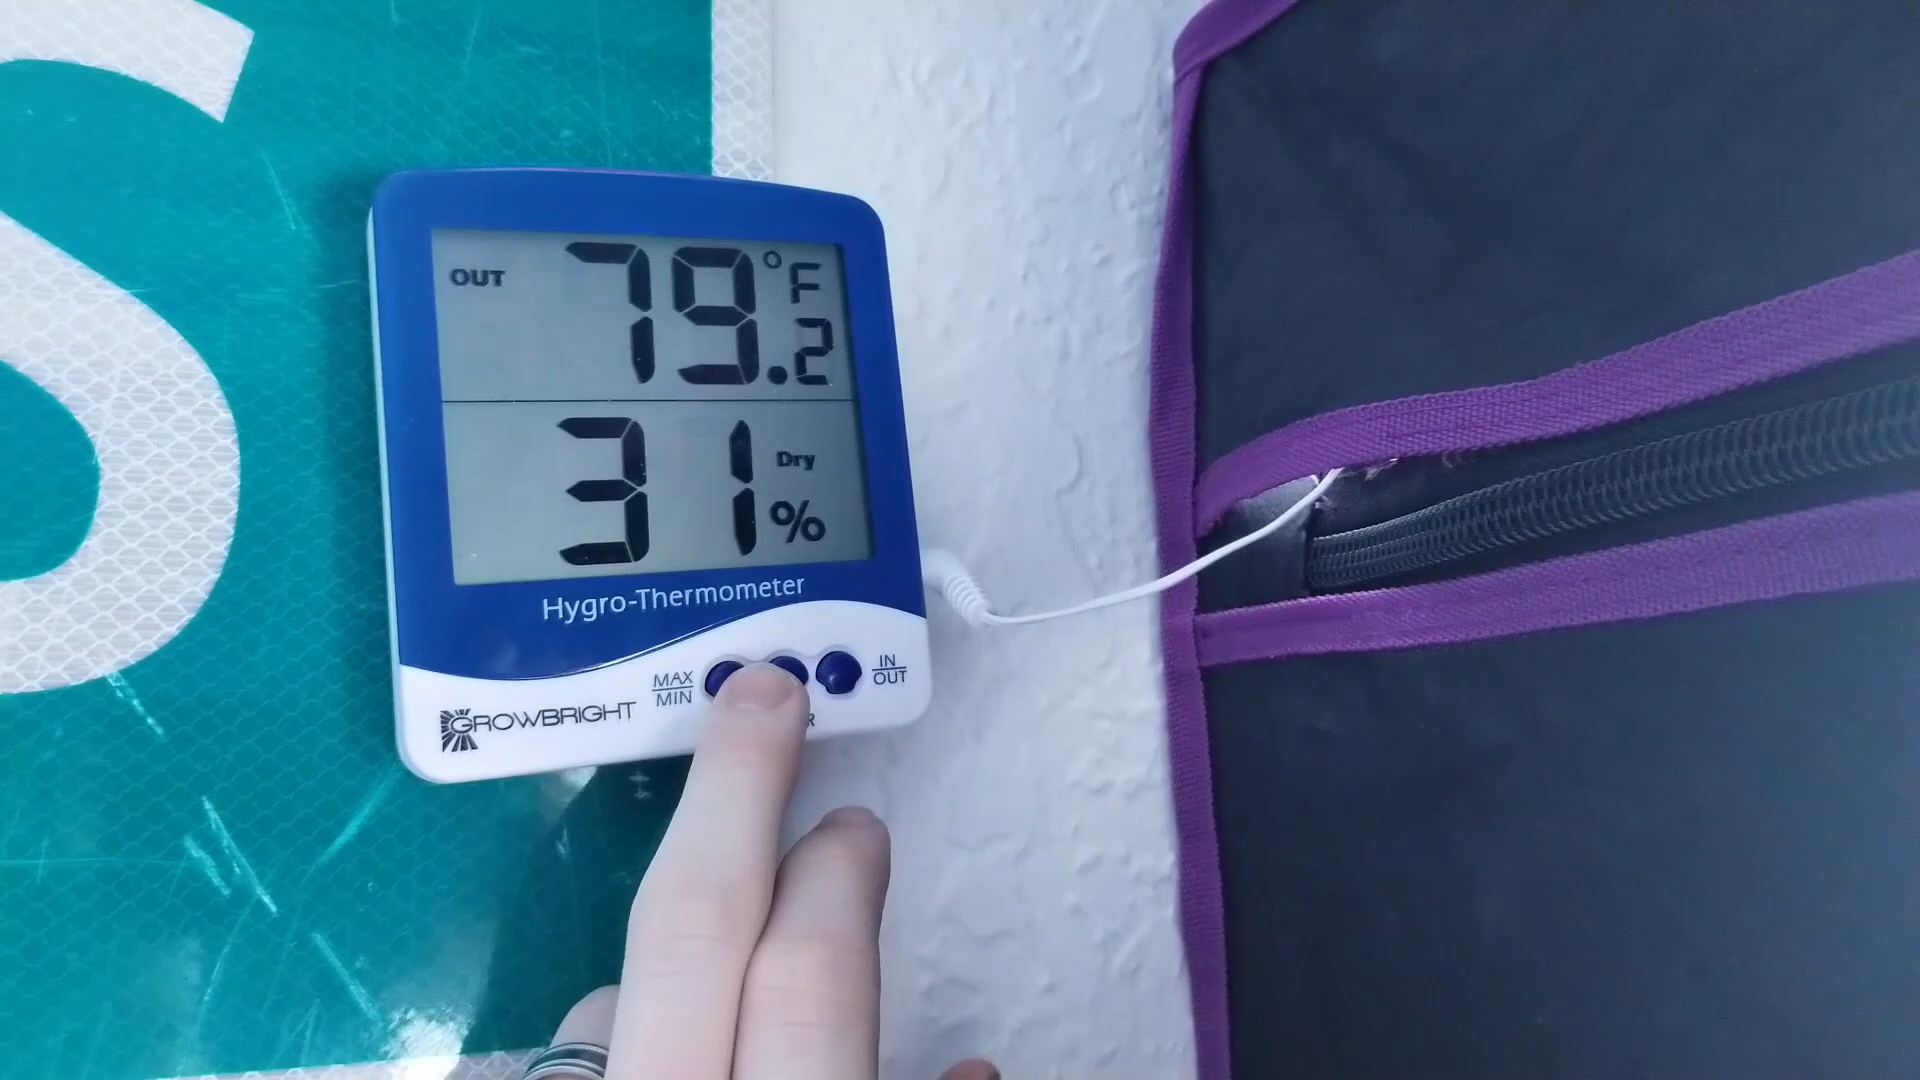 S
OUT 79.2 °F
31 Dry %
Hygro-Thermometer
MAX
MIN
IN
OUT
GROWBRIGHT